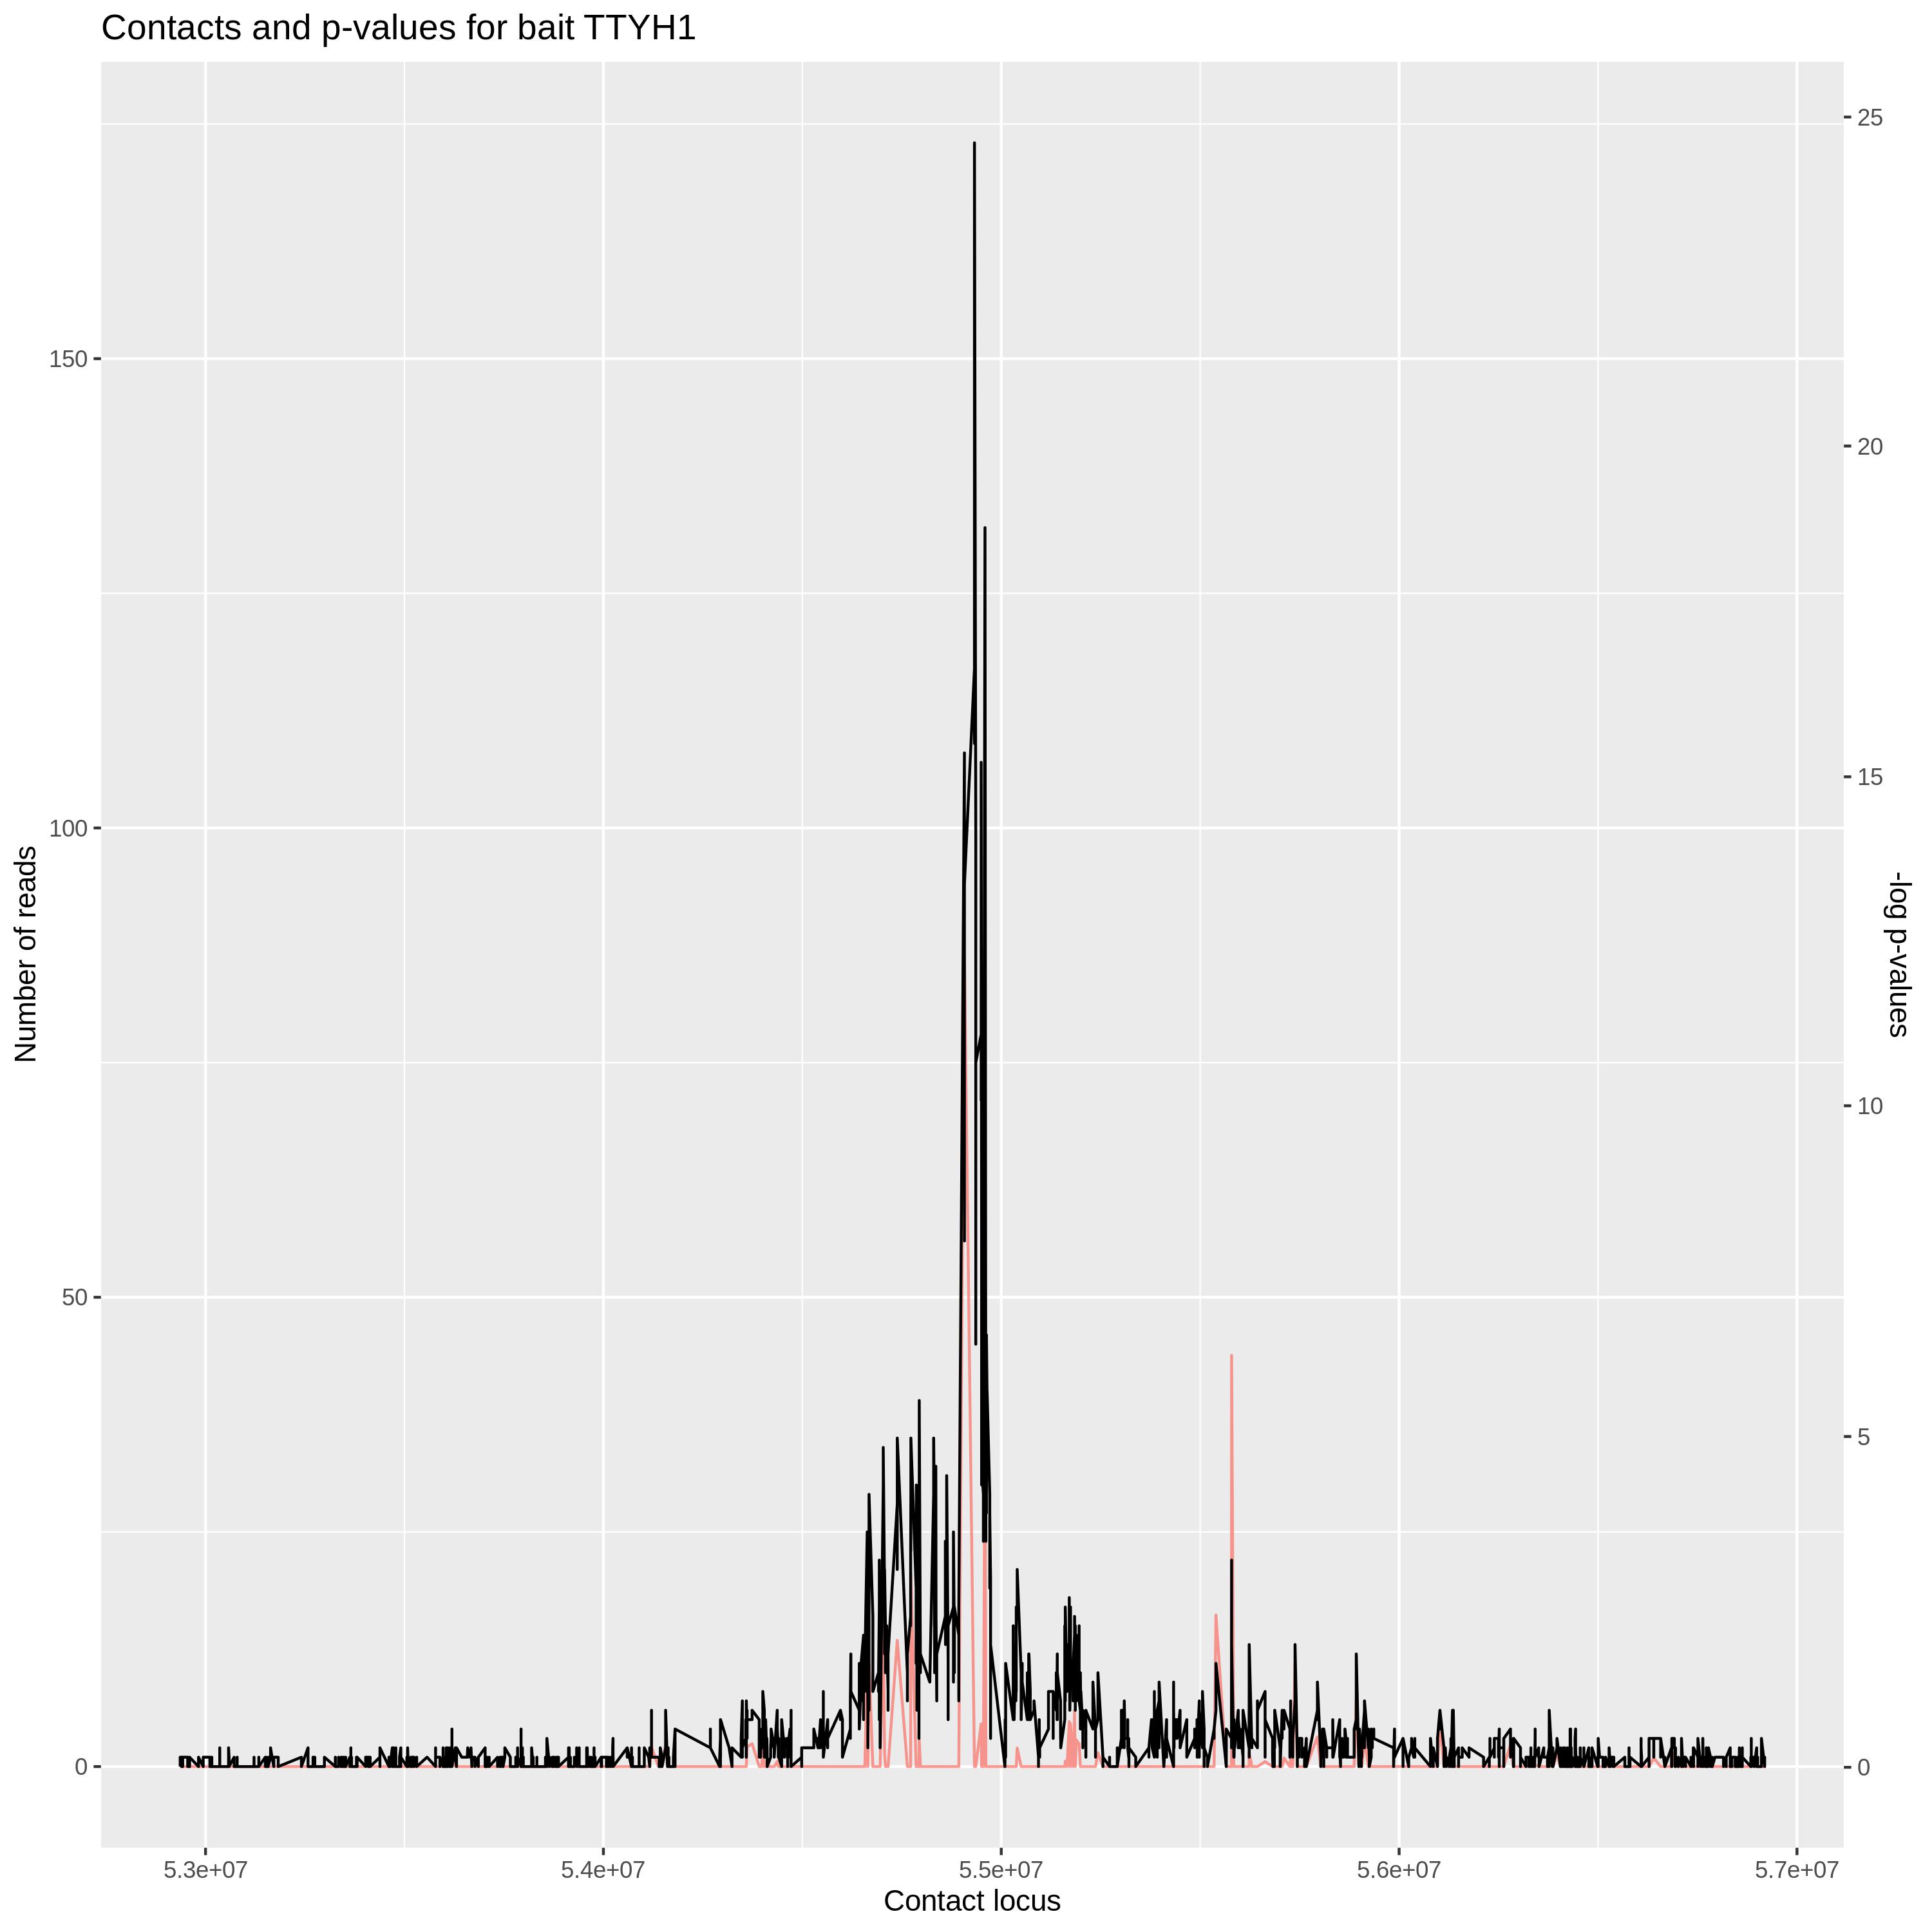 Contacts and p-values for bait TTYH1
Number of reads
150
100
50
0
25
20
15
10
5
0
-log p-values
5.3e+07
5.4e+07
5.5e+07
5.6e+07
5.7e+07
Contact locus